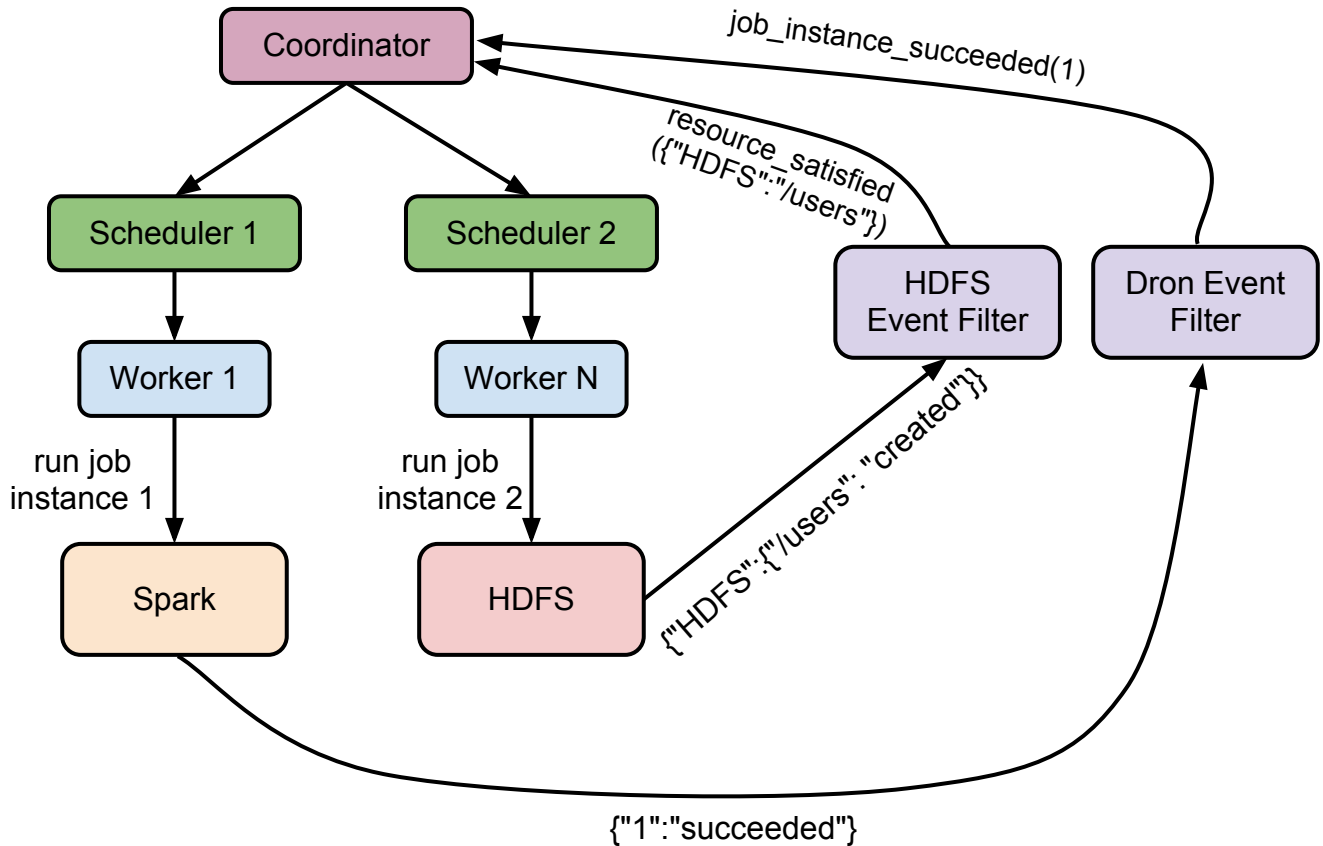 Coordinator
job_instance_succeeded(1)
resource_satisfied
({"HDFS":"/users"})
Scheduler 1
Scheduler 2
HDFS
Event Filter
Dron Event
Filter
Worker 1
Worker N
run job
instance 1
run job
instance 2
{"HDFS":{"/users": "created"}}
Spark
HDFS
{"1":"succeeded"}